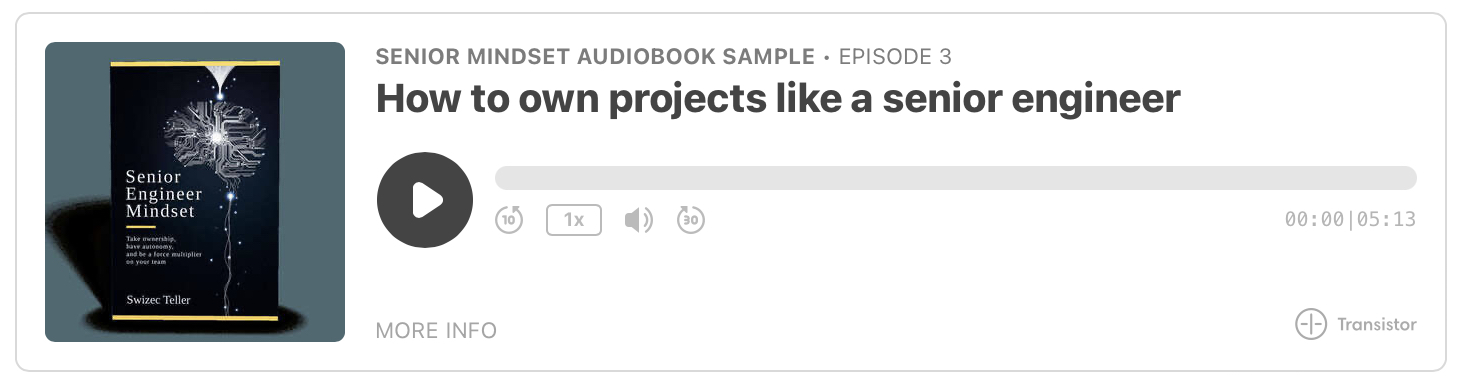 SENIOR MINDSET AUDIOBOOK SAMPLE • EPISODE 3
How to own projects like a senior engineer
Senior
Engineer
Mindset
Take ownership,
have autonomy,
and be a force multiplier
on your team
Swizec Teller
10
1x
30
00:00|05:13
MORE INFO
Transistor